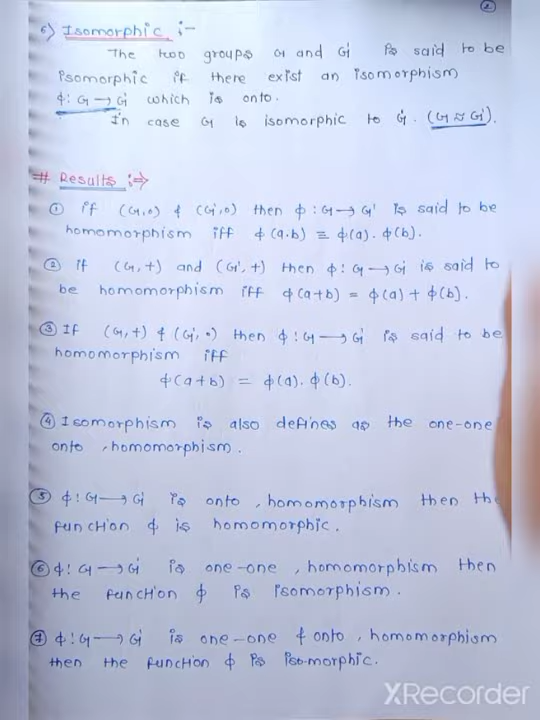 2
6) Isomorphic :-
The two groups G and G' is said to be
isomorphic if there exist an isomorphism
ϕ: G → G' which is onto.
In case G is isomorphic to G'. (G ≈ G').
# Results :→
① if (G,o) & (G',o) then ϕ : G → G' is said to be
homomorphism iff ϕ(a.b) = ϕ(a). ϕ(b).
② if (G,+) and (G',+) then ϕ: G → G' is said to
be homomorphism iff ϕ(a+b) = ϕ(a) + ϕ(b).
③ If (G,+) & (G', o) then ϕ : G → G' is said to be
homomorphism iff
ϕ(a+b) = ϕ(a). ϕ(b).
④ Isomorphism is also defines as the one-one
onto, homomorphism.
⑤ ϕ: G → G' is onto, homomorphism then the
function ϕ is homomorphic.
⑥ ϕ: G → G' is one-one, homomorphism then
the function ϕ is isomorphism.
⑦ ϕ: G → G' is one-one & onto, homomorphism
then the function ϕ is iso-morphic.
XRecorder